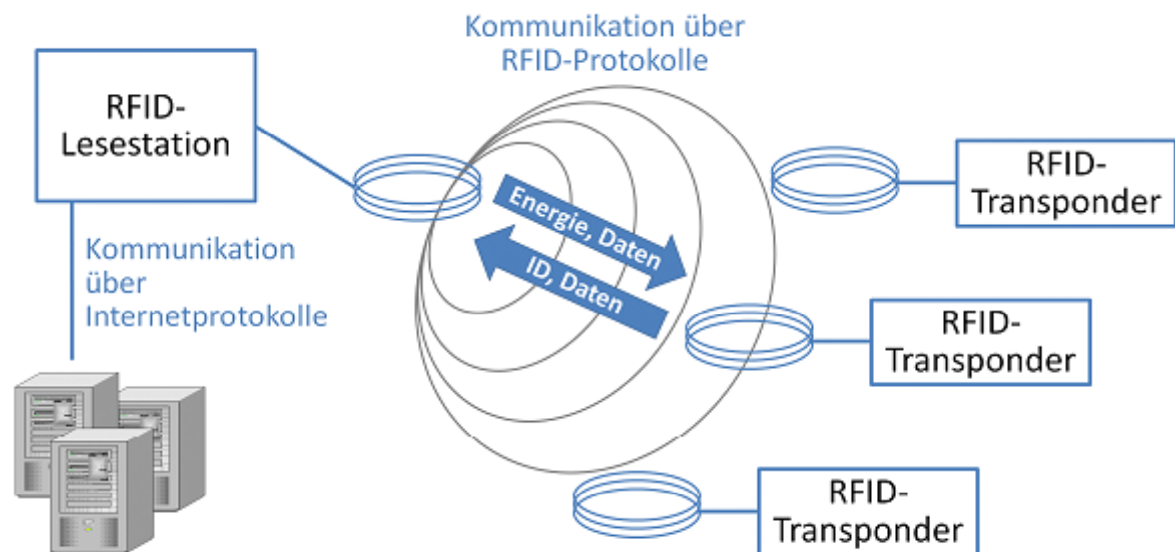 Kommunikation über
RFID-Protokolle
RFID-
Lesestation
Energie, Daten
ID, Daten
Kommunikation
über
Internetprotokolle
RFID-
Transponder
RFID-
Transponder
RFID-
Transponder